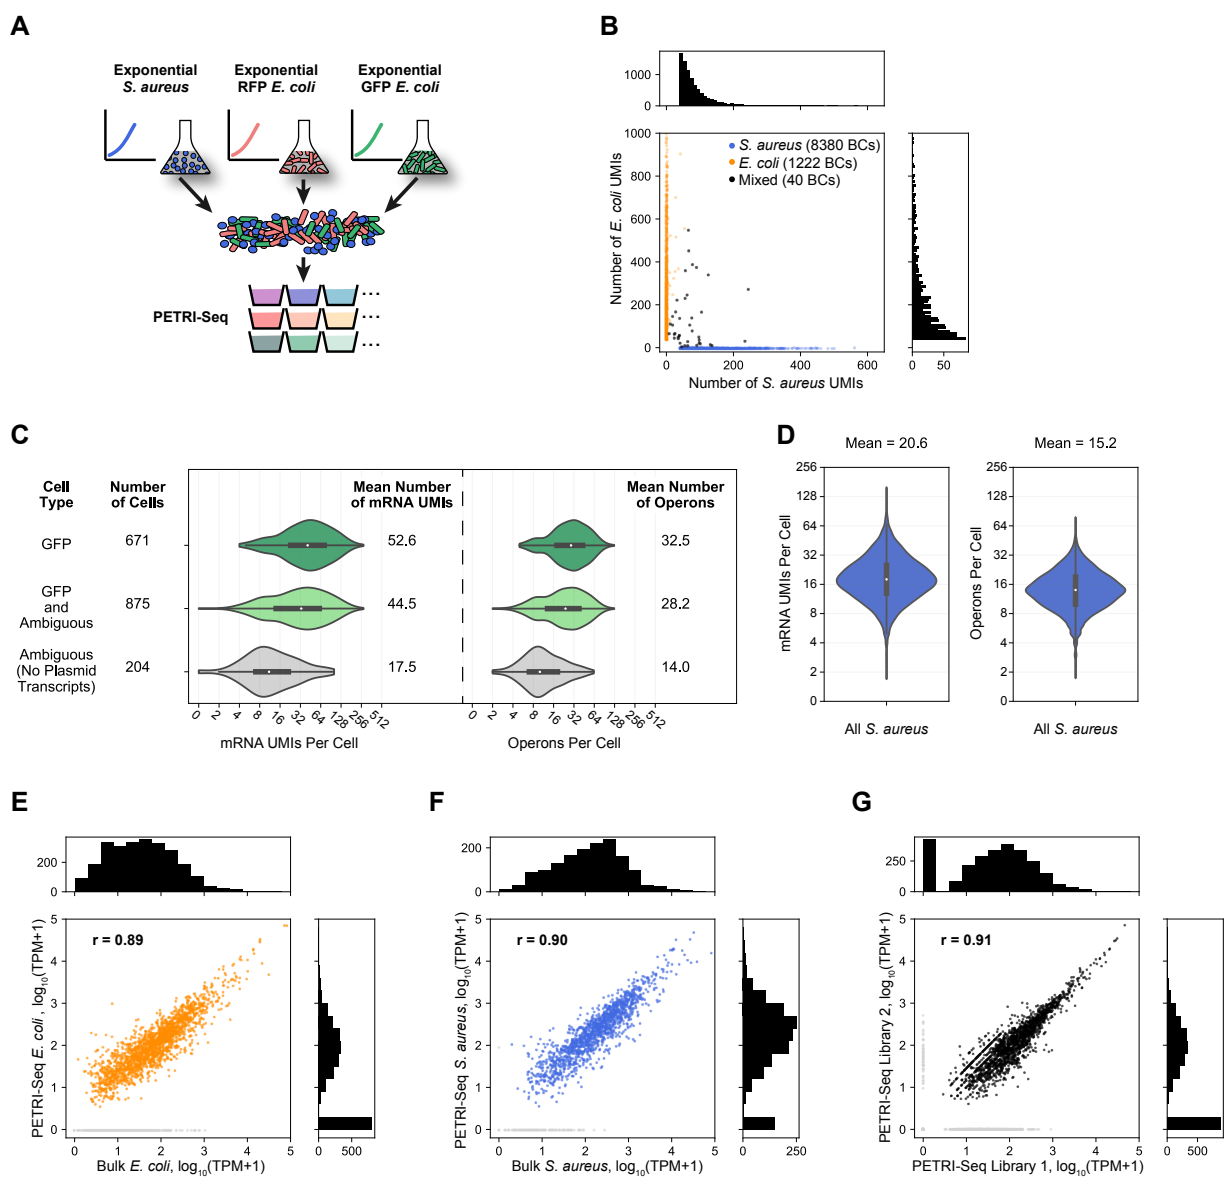 A
Exponential
S. aureus
Exponential
RFP E. coli
Exponential
GFP E. coli
PETRI-Seq
...
...
...
B
1000
0
1000
800
600
400
200
0
Number of E. coli UMIs
S. aureus (8380 BCs)
E. coli (1222 BCs)
Mixed (40 BCs)
0
200
400
600
Number of S. aureus UMIs
0
50
C
Cell
Type
Number
of Cells
Mean Number
of mRNA UMIs
Mean Number
of Operons
GFP
671
52.6
32.5
GFP
and
Ambiguous
875
44.5
28.2
Ambiguous
(No Plasmid
Transcripts)
204
17.5
14.0
0
2
4
8
16
32
64
128
256
512
mRNA UMIs Per Cell
0
2
4
8
16
32
64
128
256
512
Operons Per Cell
D
Mean = 20.6
256
128
64
32
16
8
4
2
0
mRNA UMIs Per Cell
All S. aureus
Mean = 15.2
256
128
64
32
16
8
4
2
0
Operons Per Cell
All S. aureus
E
200
0
r = 0.89
5
4
3
2
1
0
PETRI-Seq E. coli , log10(TPM+1)
0
1
2
3
4
5
Bulk E. coli, log10(TPM+1)
0
500
F
200
0
r = 0.90
5
4
3
2
1
0
PETRI-Seq S. aureus, log10(TPM+1)
0
1
2
3
4
5
Bulk S. aureus, log10(TPM+1)
0
250
G
250
0
r = 0.91
5
4
3
2
1
0
PETRI-Seq Library 2, log10(TPM+1)
0
1
2
3
4
5
PETRI-Seq Library 1, log10(TPM+1)
0
500